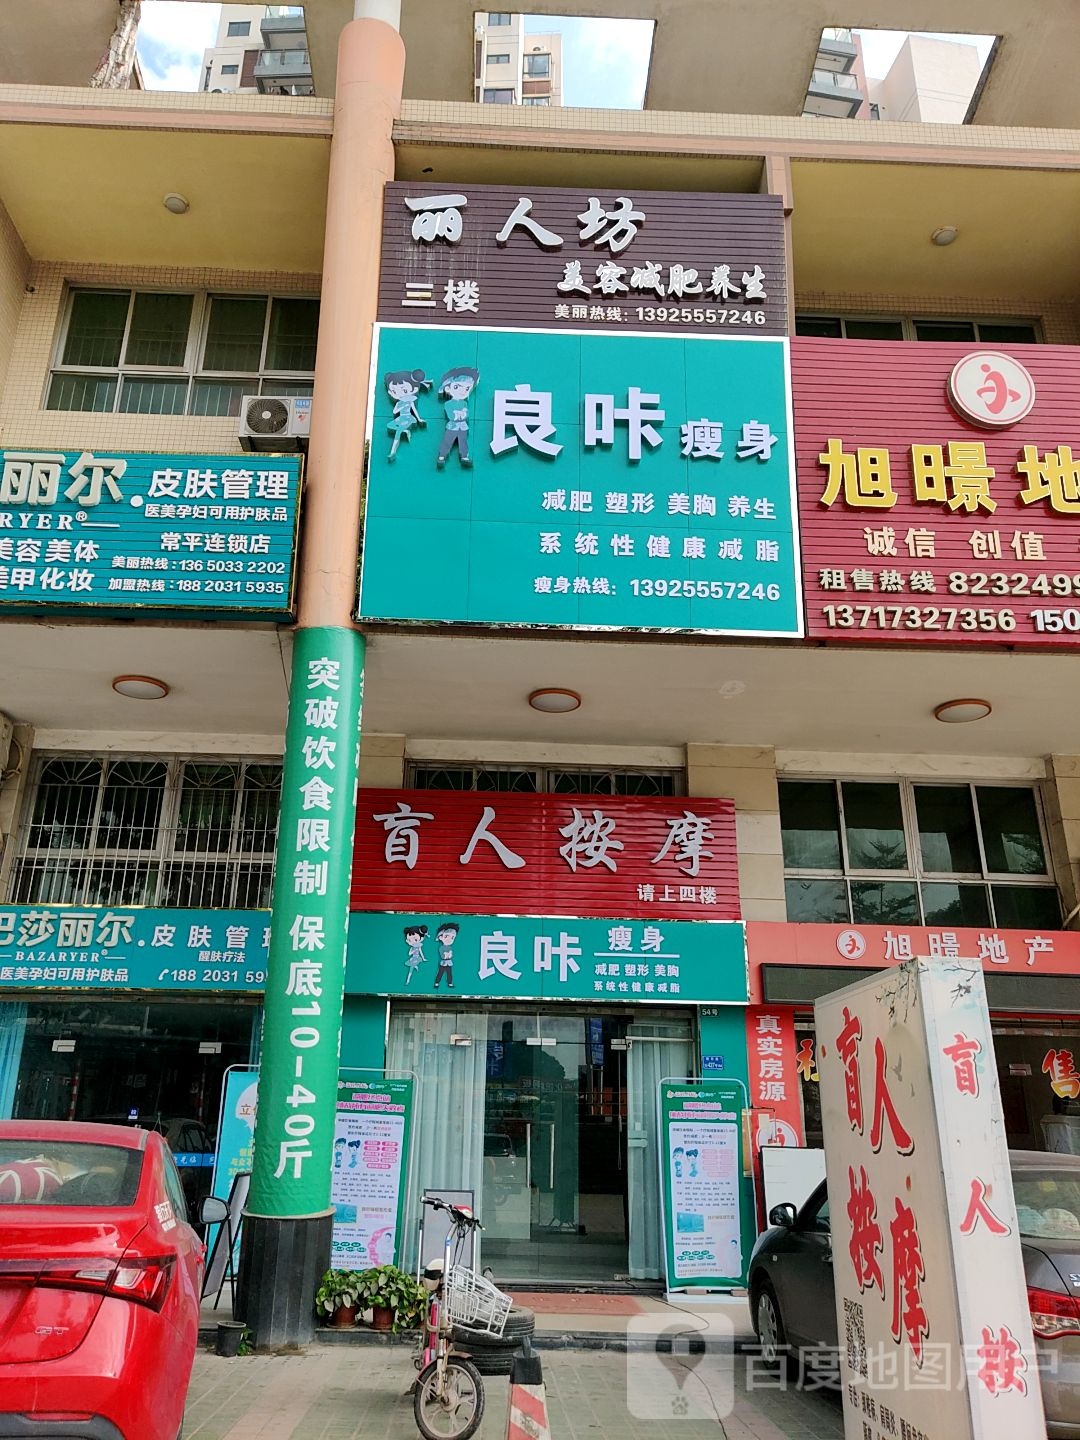 丽人坊
美容减肥养生
三楼
美丽热线：13925557246
良咔 瘦身
减肥 塑形 美胸 养生
系统性健康减脂
瘦身热线：13925557246
丽尔.皮肤管理
ARYER®
医美孕妇可用护肤品
常平连锁店
美容美体
美丽热线：136 5033 2202
美甲化妆
加盟热线：188 2031 5935
旭暻地
诚信 创值
租售热线 8232499
13717327356 150
突破饮食限制 保底10-40斤
盲人按摩
请上四楼
巴莎丽尔.皮肤管理
BAZARYER®
醒肤疗法
医美孕妇可用护肤品
188 2031 59
良咔 瘦身
减肥 塑形 美胸
系统性健康减脂
54号
旭暻地产
真实房源
售
盲人按摩
盲人按
百度地图用户